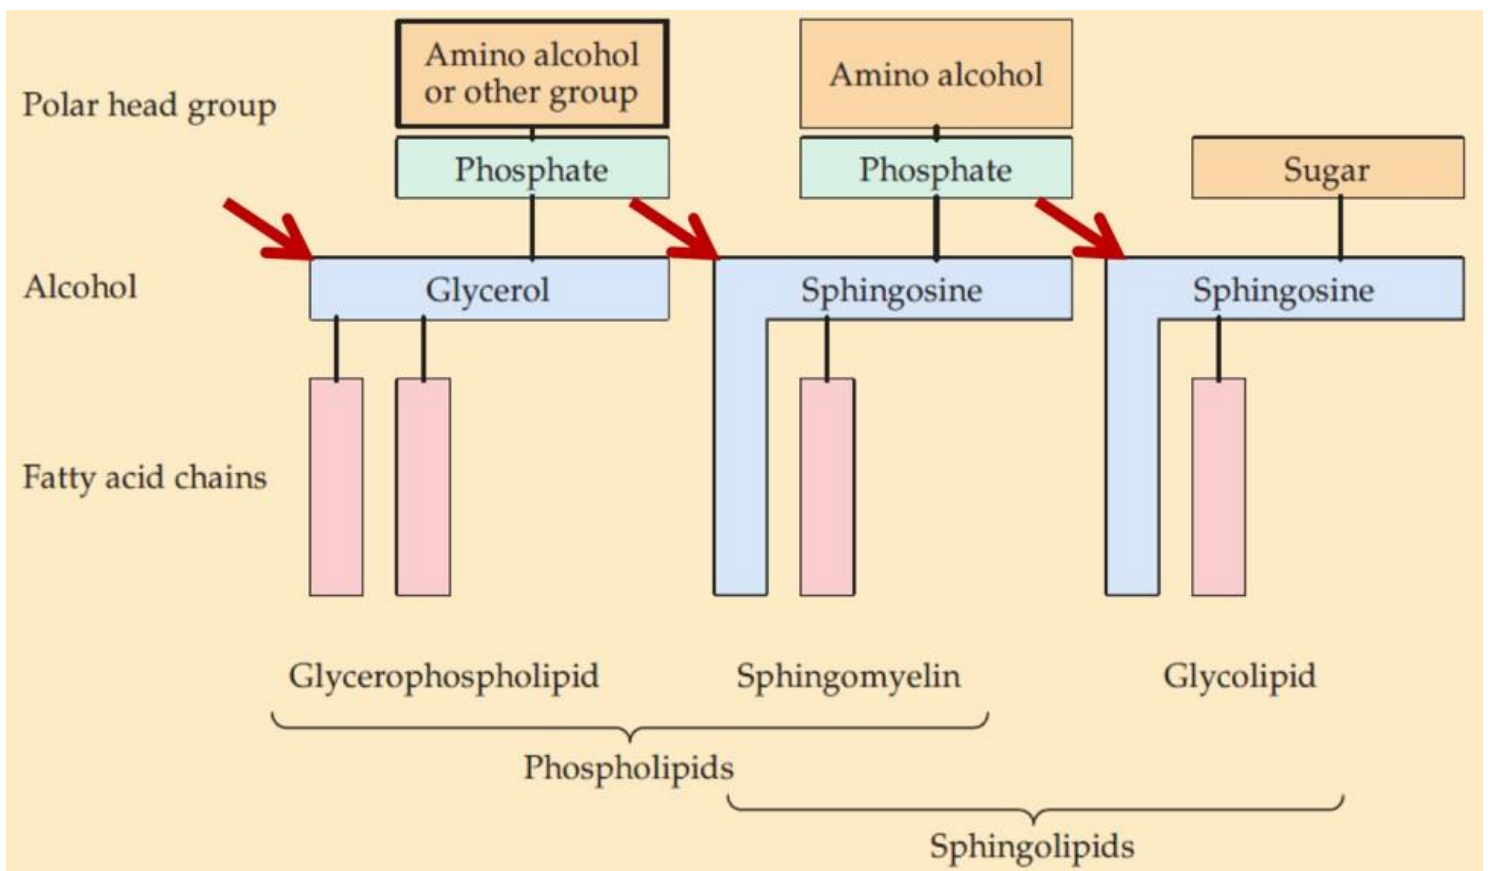 Polar head group
Amino alcohol
or other group
Amino alcohol
Phosphate
Phosphate
Sugar
Alcohol
Glycerol
Sphingosine
Sphingosine
Fatty acid chains
Glycerophospholipid
Sphingomyelin
Glycolipid
Phospholipids
Sphingolipids